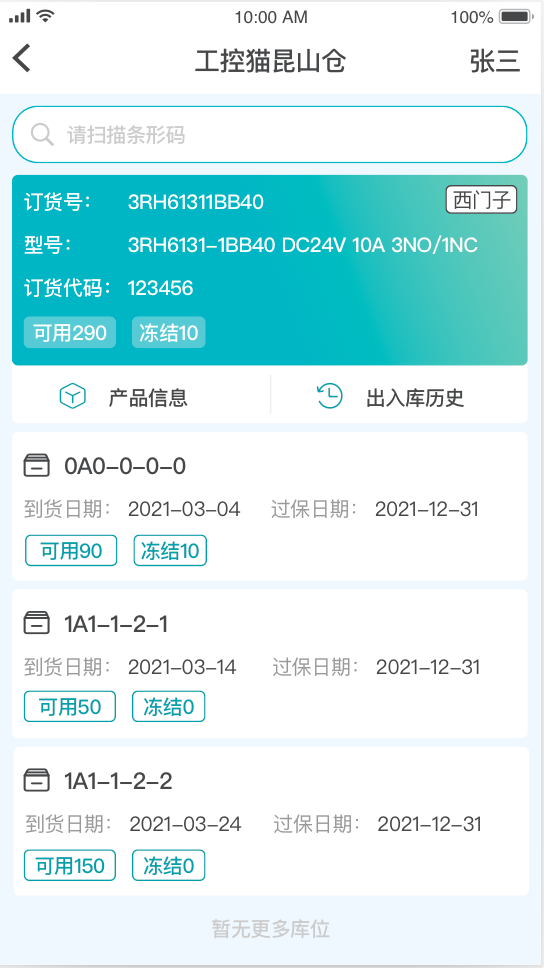 10:00 AM 100%
工控猫昆山仓 张三
请扫描条形码
订货号： 3RH61311BB40 西门子
型号： 3RH6131-1BB40 DC24V 10A 3NO/1NC
订货代码： 123456
可用290 冻结10
产品信息 出入库历史
0A0-0-0-0
到货日期： 2021-03-04 过保日期： 2021-12-31
可用90 冻结10
1A1-1-2-1
到货日期： 2021-03-14 过保日期： 2021-12-31
可用50 冻结0
1A1-1-2-2
到货日期： 2021-03-24 过保日期： 2021-12-31
可用150 冻结0
暂无更多库位